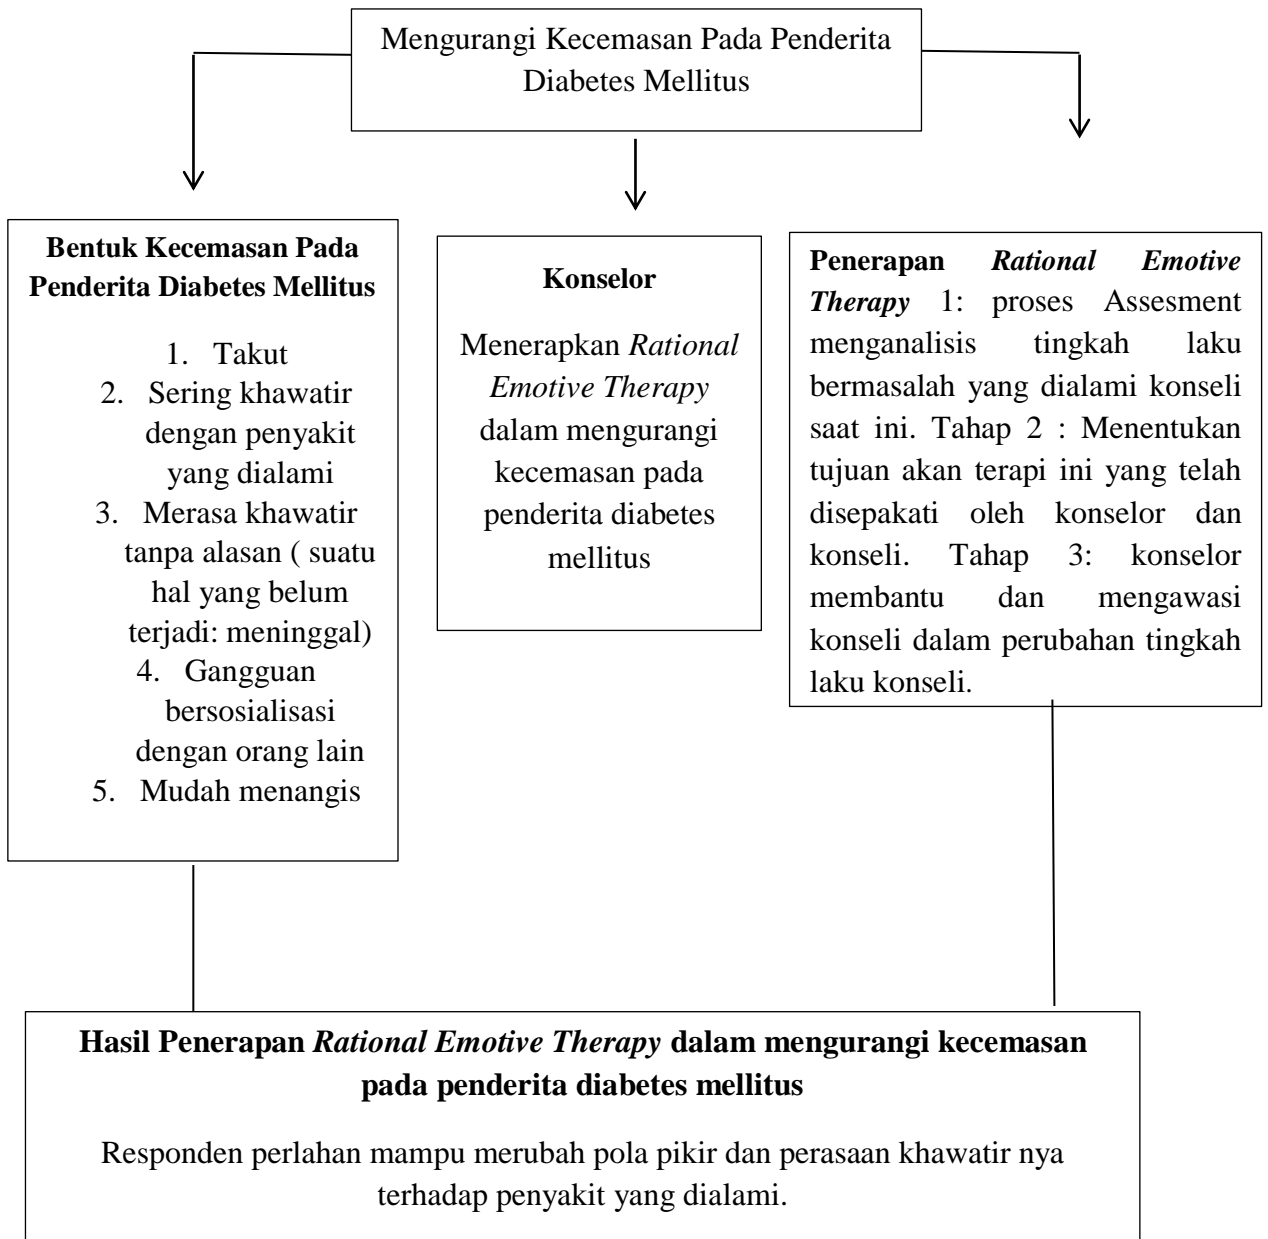 Mengurangi Kecemasan Pada Penderita
Diabetes Mellitus
Bentuk Kecemasan Pada
Penderita Diabetes Mellitus
1. Takut
2. Sering khawatir
dengan penyakit
yang dialami
3. Merasa khawatir
tanpa alasan ( suatu
hal yang belum
terjadi: meninggal)
4. Gangguan
bersosialisasi
dengan orang lain
5. Mudah menangis
Konselor
Menerapkan Rational
Emotive Therapy
dalam mengurangi
kecemasan pada
penderita diabetes
mellitus
Penerapan Rational Emotive
Therapy 1: proses Assesment
menganalisis tingkah laku
bermasalah yang dialami konseli
saat ini. Tahap 2 : Menentukan
tujuan akan terapi ini yang telah
disepakati oleh konselor dan
konseli. Tahap 3: konselor
membantu dan mengawasi
konseli dalam perubahan tingkah
laku konseli.
Hasil Penerapan Rational Emotive Therapy dalam mengurangi kecemasan
pada penderita diabetes mellitus
Responden perlahan mampu merubah pola pikir dan perasaan khawatir nya
terhadap penyakit yang dialami.